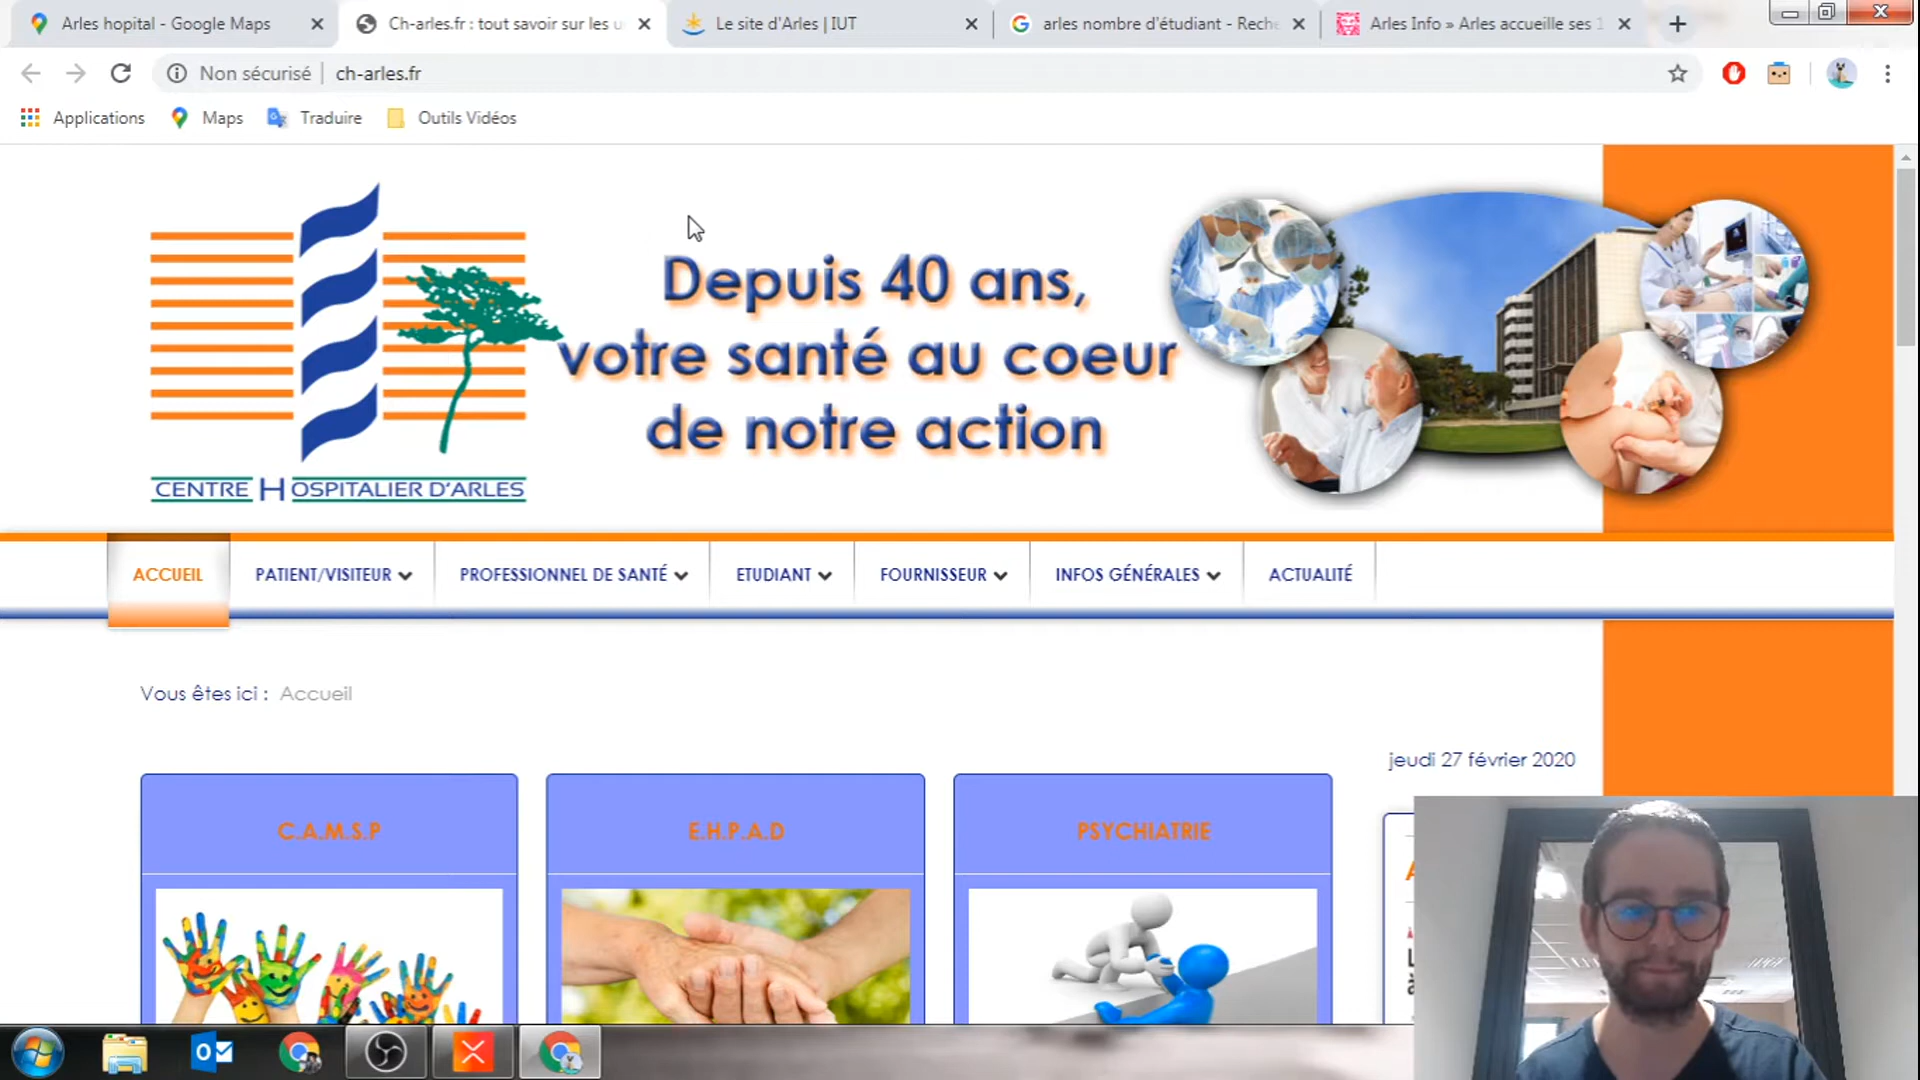 Arles hopital - Google Maps
Ch-arles.fr : tout savoir sur les u
Le site d'Arles | IUT
arles nombre d'étudiant - Reche
Arles Info » Arles accueille ses 1
Non sécurisé
ch-arles.fr
Applications
Maps
Traduire
Outils Vidéos
Depuis 40 ans,
votre santé au coeur
de notre action
CENTRE HOSPITALIER D'ARLES
ACCUEIL
PATIENT/VISITEUR
PROFESSIONNEL DE SANTÉ
ETUDIANT
FOURNISSEUR
INFOS GÉNÉRALES
ACTUALITÉ
Vous êtes ici : Accueil
jeudi 27 février 2020
C.A.M.S.P
E.H.P.A.D
PSYCHIATRIE